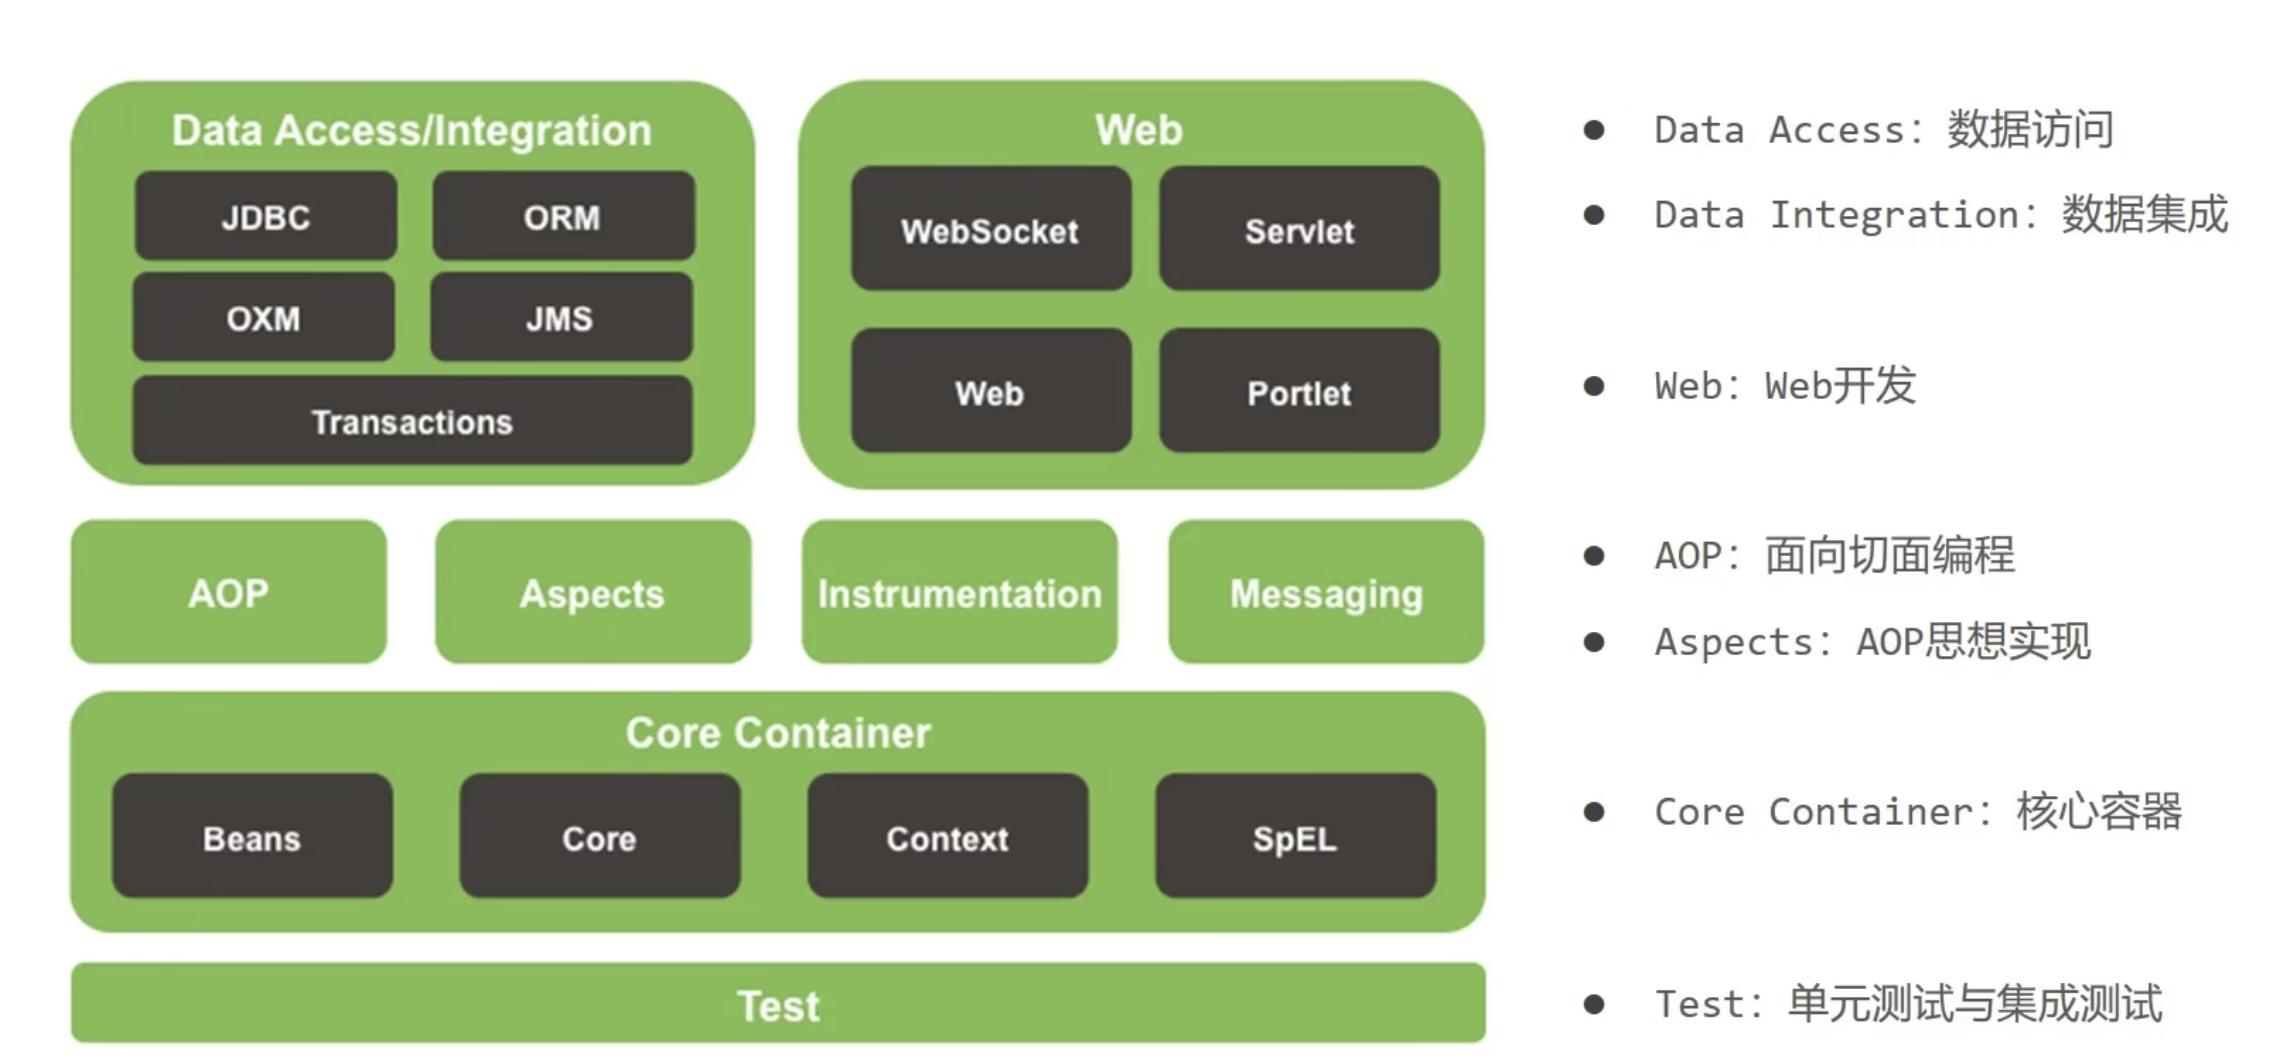 Data Access/Integration
JDBC
ORM
OXM
JMS
Transactions
Web
WebSocket
Servlet
Web
Portlet
AOP
Aspects
Instrumentation
Messaging
Core Container
Beans
Core
Context
SpEL
Test
● Data Access：数据访问
● Data Integration：数据集成
● Web：Web开发
● AOP：面向切面编程
● Aspects：AOP思想实现
● Core Container：核心容器
● Test：单元测试与集成测试